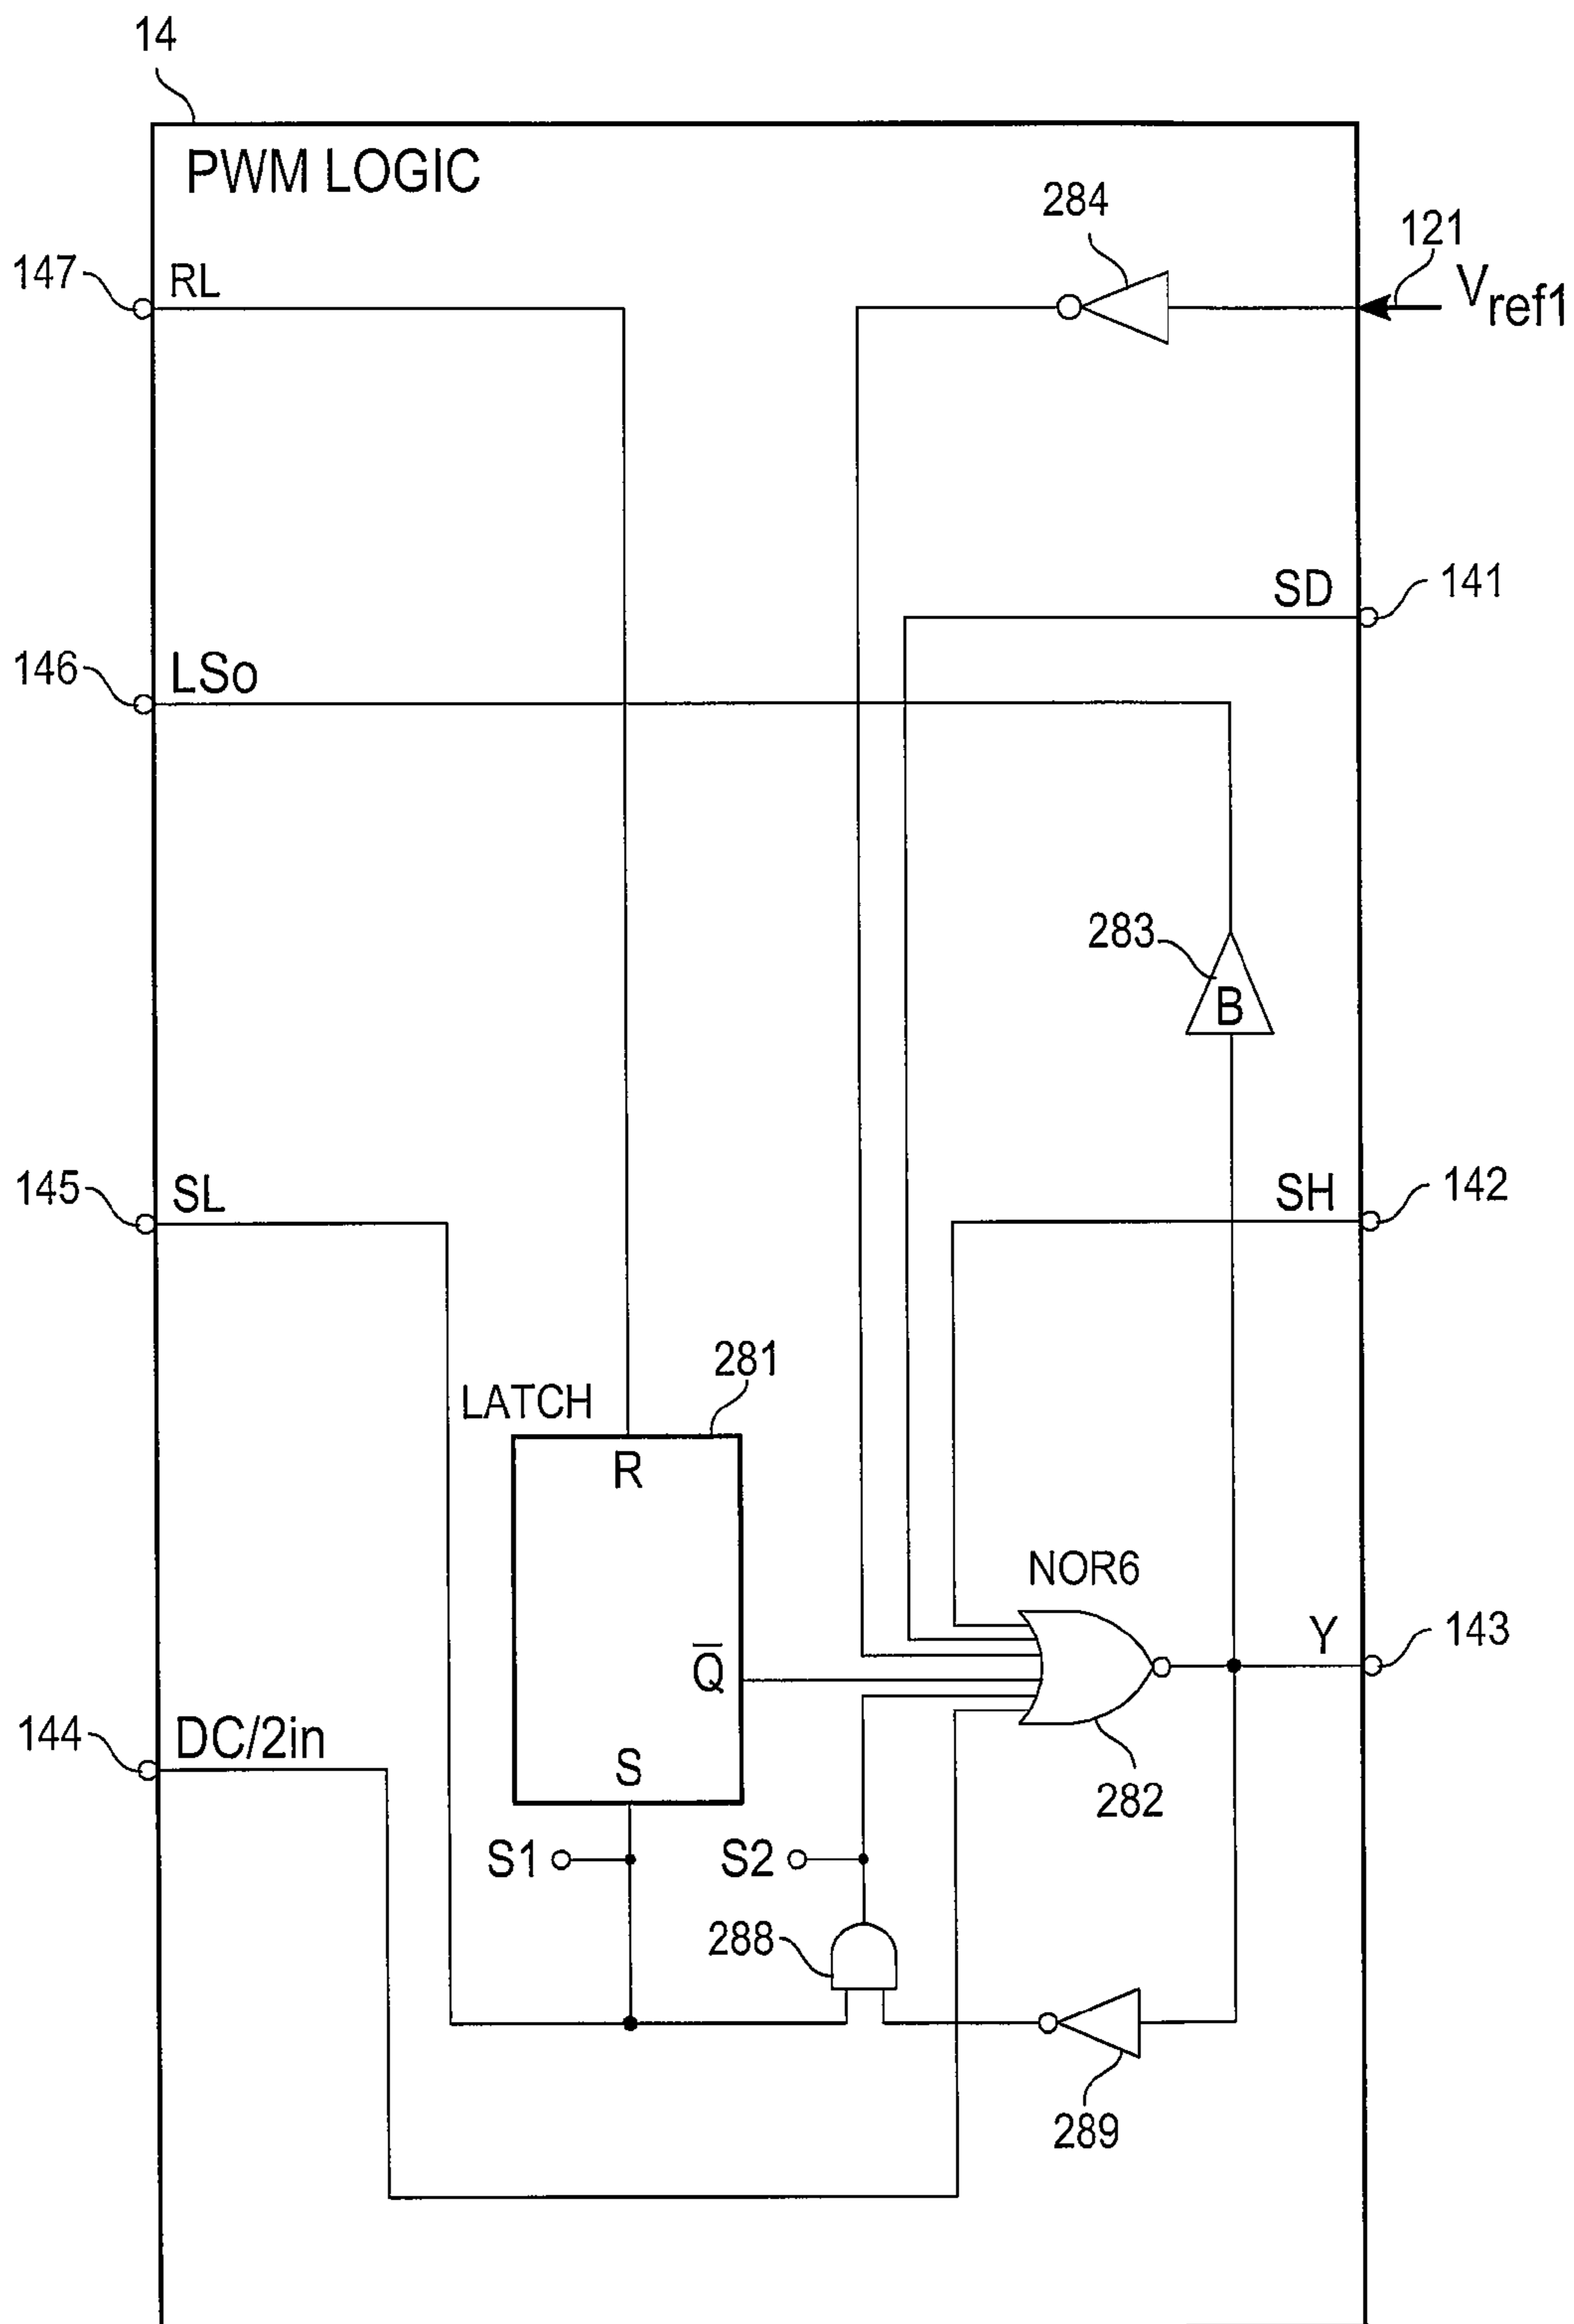 14
PWM LOGIC
284
121
Vref1
147
RL
SD
141
146
LSo
283
B
145
SL
SH
142
281
LATCH
R
NOR6
Q̅
Y
143
144
DC/2in
S
282
S1
S2
288
289